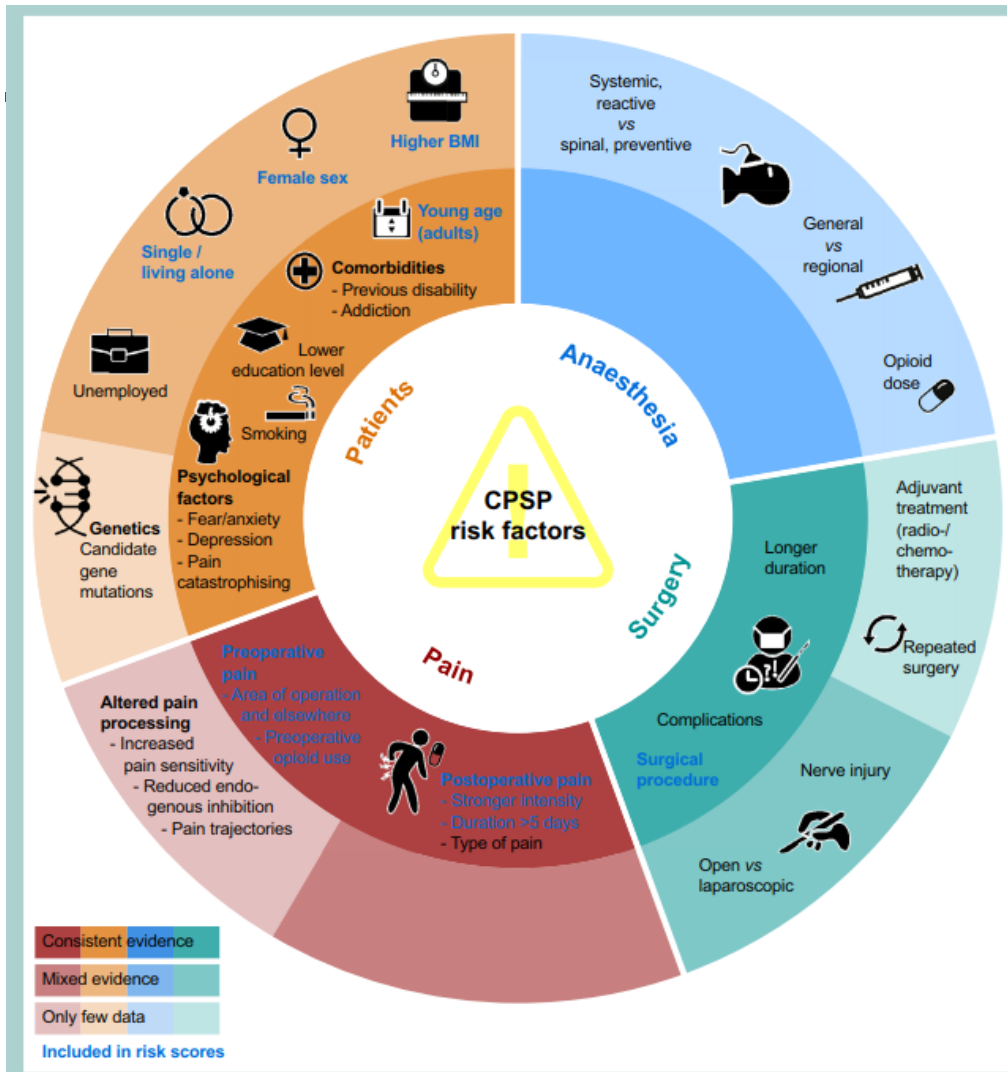 Higher BMI
Female sex
Single /
living alone
Unemployed
Young age
(adults)
Comorbidities
- Previous disability
- Addiction
Lower
education level
Smoking
Psychological
factors
- Fear/anxiety
- Depression
- Pain
catastrophising
Genetics
Candidate
gene
mutations
Patients
Systemic,
reactive
vs
spinal, preventive
General
vs
regional
Opioid
dose
Anaesthesia
CPSP
risk factors
Surgery
Longer
duration
?!
Complications
Surgical
procedure
Adjuvant
treatment
(radio-/
chemo-
therapy)
Repeated
surgery
Nerve injury
Open vs
laparoscopic
Pain
Preoperative
pain
- Area of operation
and elsewhere
- Preoperative
opioid use
Postoperative pain
- Stronger intensity
- Duration >5 days
- Type of pain
Altered pain
processing
- Increased
pain sensitivity
- Reduced endo-
genous inhibition
- Pain trajectories
Consistent evidence
Mixed evidence
Only few data
Included in risk scores